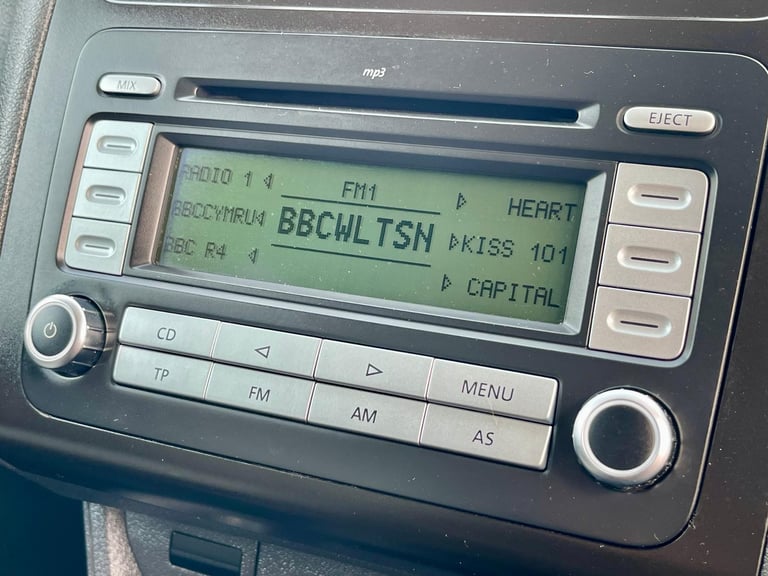 mp3
MIX
EJECT
RADIO 1
FM1
HEART
BBCCYMRU
BBCWLTSN
KISS 101
BBC R4
CAPITAL
CD
MENU
TP
FM
AM
AS